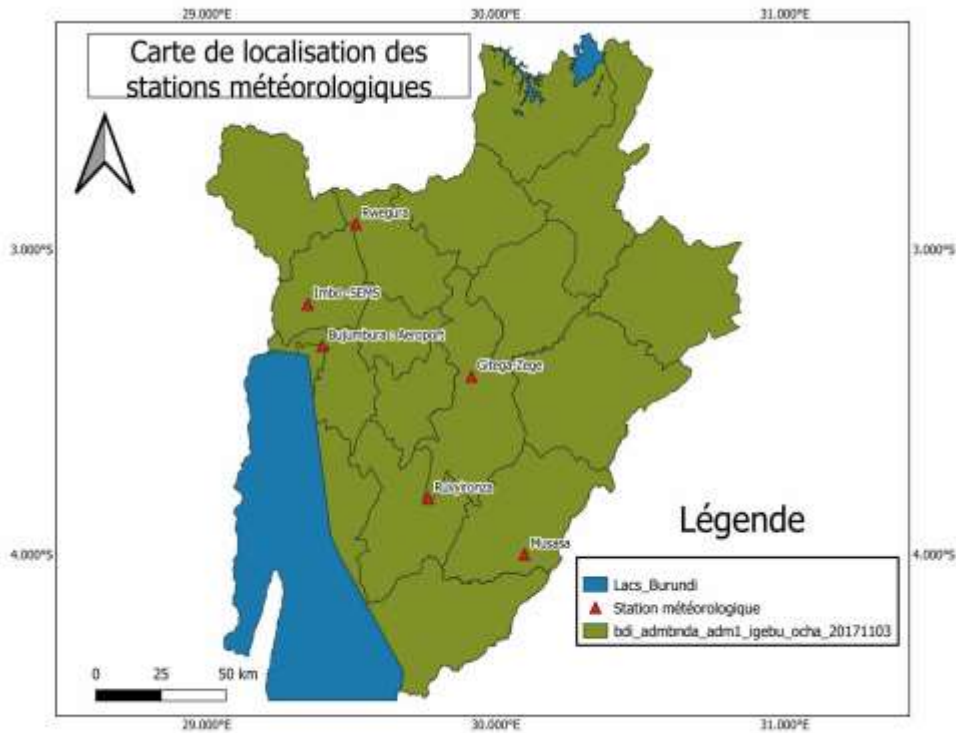 29.000°E 30.000°E 31.000°E
Carte de localisation des
stations météorologiques
Rwegura
3.000°S 3.000°S
Imbo-SEMS
Bujumbura : Aeroport
Gitega-Zege
Ruvyironza
Légende
Musasa
4.000°S 4.000°S
Lacs_Burundi
Station météorologique
bdi_admbnda_adm1_igebu_ocha_20171103
0 25 50 km
29.000°E 30.000°E 31.000°E